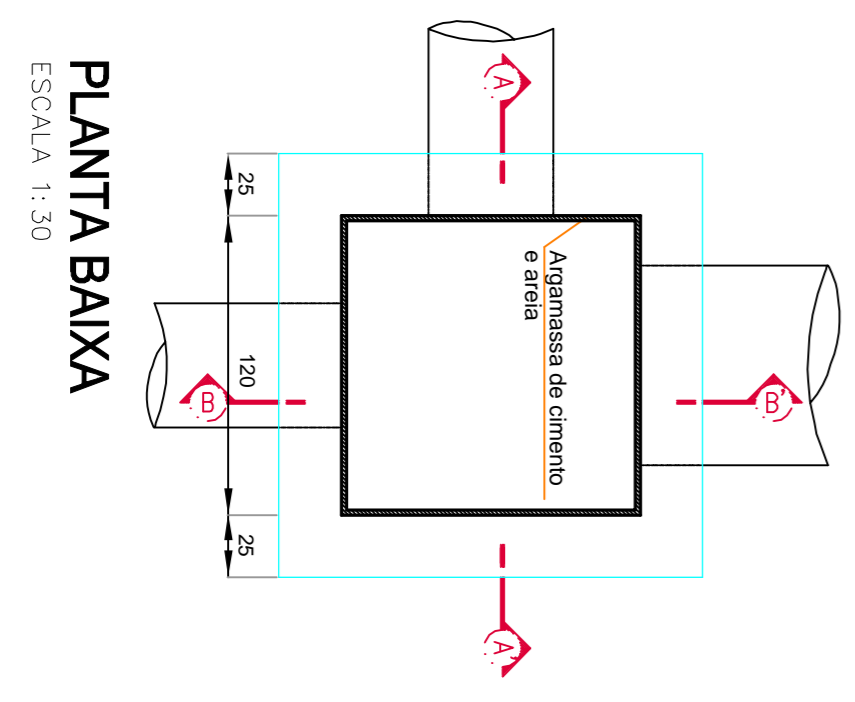 PLANTA BAIXA
ESCALA 1:30
A
B'
25
Argamassa de cimento
e areia
120
B
25
A'